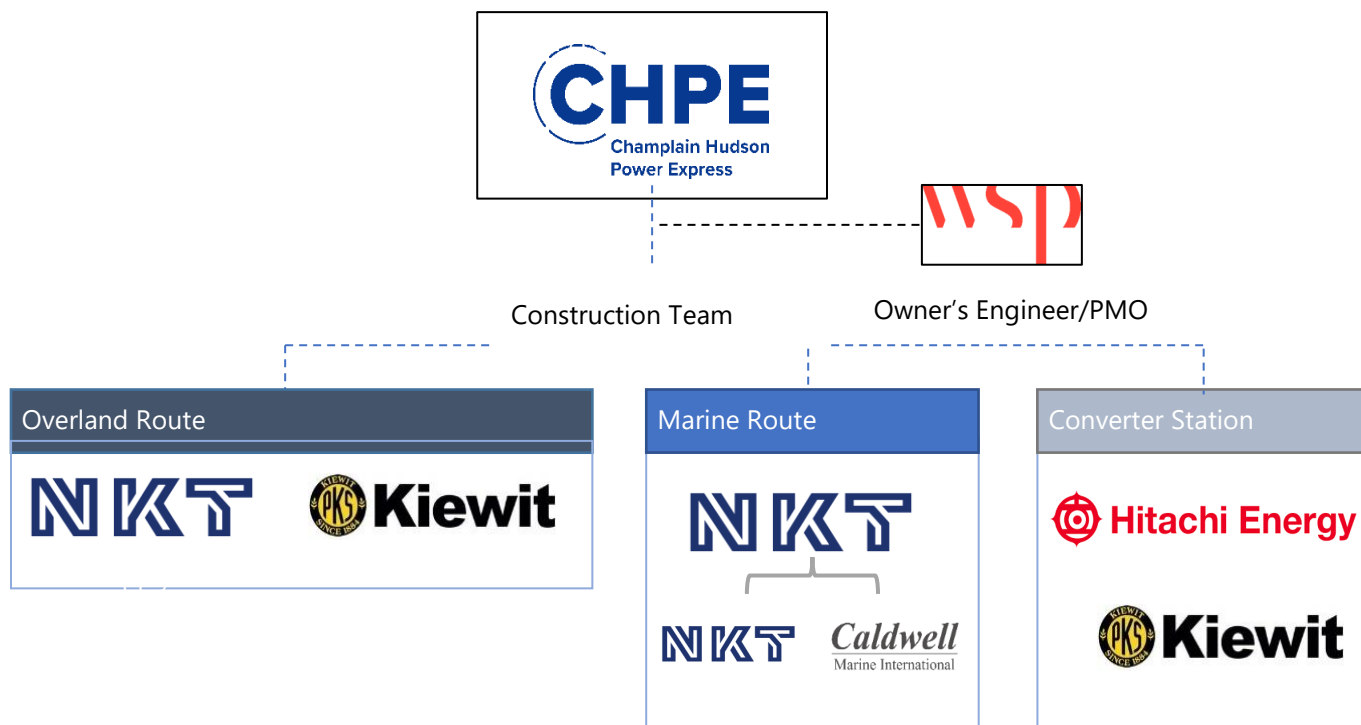 CHPE
Champlain Hudson
Power Express
wsp
Construction Team
Owner’s Engineer/PMO
Overland Route
Marine Route
Converter Station
NKT
KIEWIT
PKS
SINCE 1884
Kiewit
NKT
Hitachi Energy
NKT
Caldwell
Marine International
KIEWIT
PKS
SINCE 1884
Kiewit